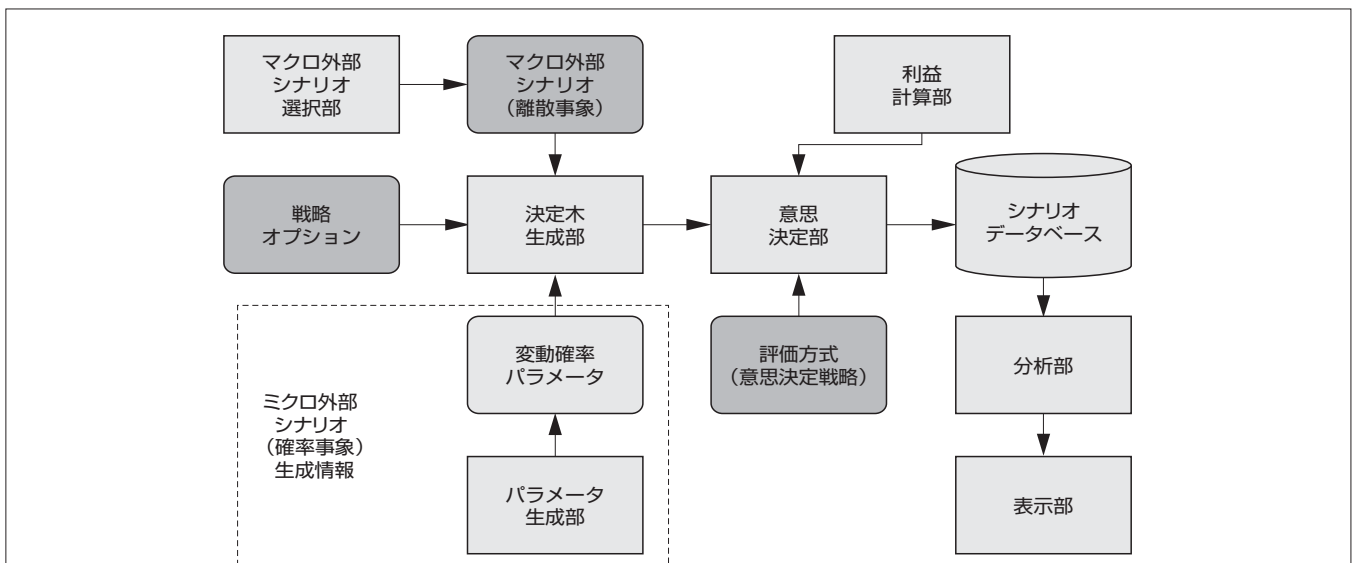 マクロ外部
シナリオ
選択部
マクロ外部
シナリオ
（離散事象）
利益
計算部
戦略
オプション
決定木
生成部
意思
決定部
シナリオ
データベース
変動確率
パラメータ
評価方式
（意思決定戦略）
分析部
ミクロ外部
シナリオ
（確率事象）
生成情報
パラメータ
生成部
表示部